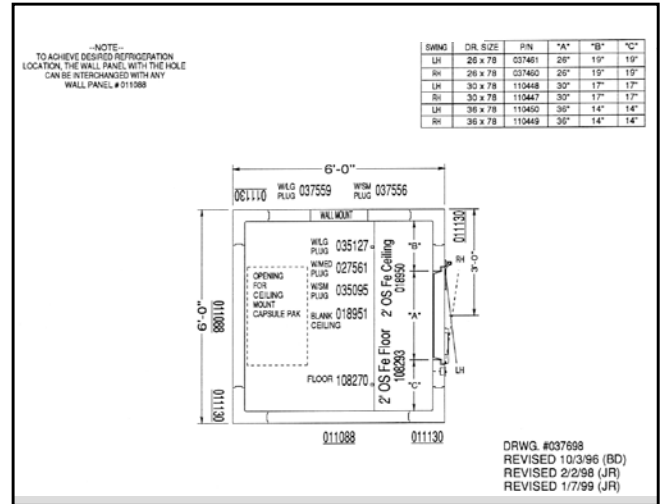 --NOTE--
TO ACHIEVE DESIRED REFRIGERATION
LOCATION, THE WALL PANEL WITH THE HOLE
CAN BE INTERCHANGED WITH ANY
WALL PANEL # 011088
SWING DR. SIZE P/N "A" "B" "C"
LH 26 x 78 037461 26" 19" 19"
RH 26 x 78 037460 26" 19" 19"
LH 30 x 78 110448 30" 17" 17"
RH 30 x 78 110447 30" 17" 17"
LH 36 x 78 110450 36" 14" 14"
RH 36 x 78 110449 36" 14" 14"
6'-0"
011130
W/LG PLUG 037559
W/SM PLUG 037556
WALL MOUNT
011130
W/LG PLUG 035127
W/MED PLUG 027561
W/SM PLUG 035095
BLANK CEILING 018951
OPENING
FOR
CEILING
MOUNT
CAPSULE PAK
2' OS Fe Ceiling
018950
"B"
RH
3'-0"
6'-0"
011088
"A"
2' OS Fe Floor
108293
FLOOR 108270
"C"
LH
011130
011088
011130
DRWG. #037698
REVISED 10/3/96 (BD)
REVISED 2/2/98 (JR)
REVISED 1/7/99 (JR)